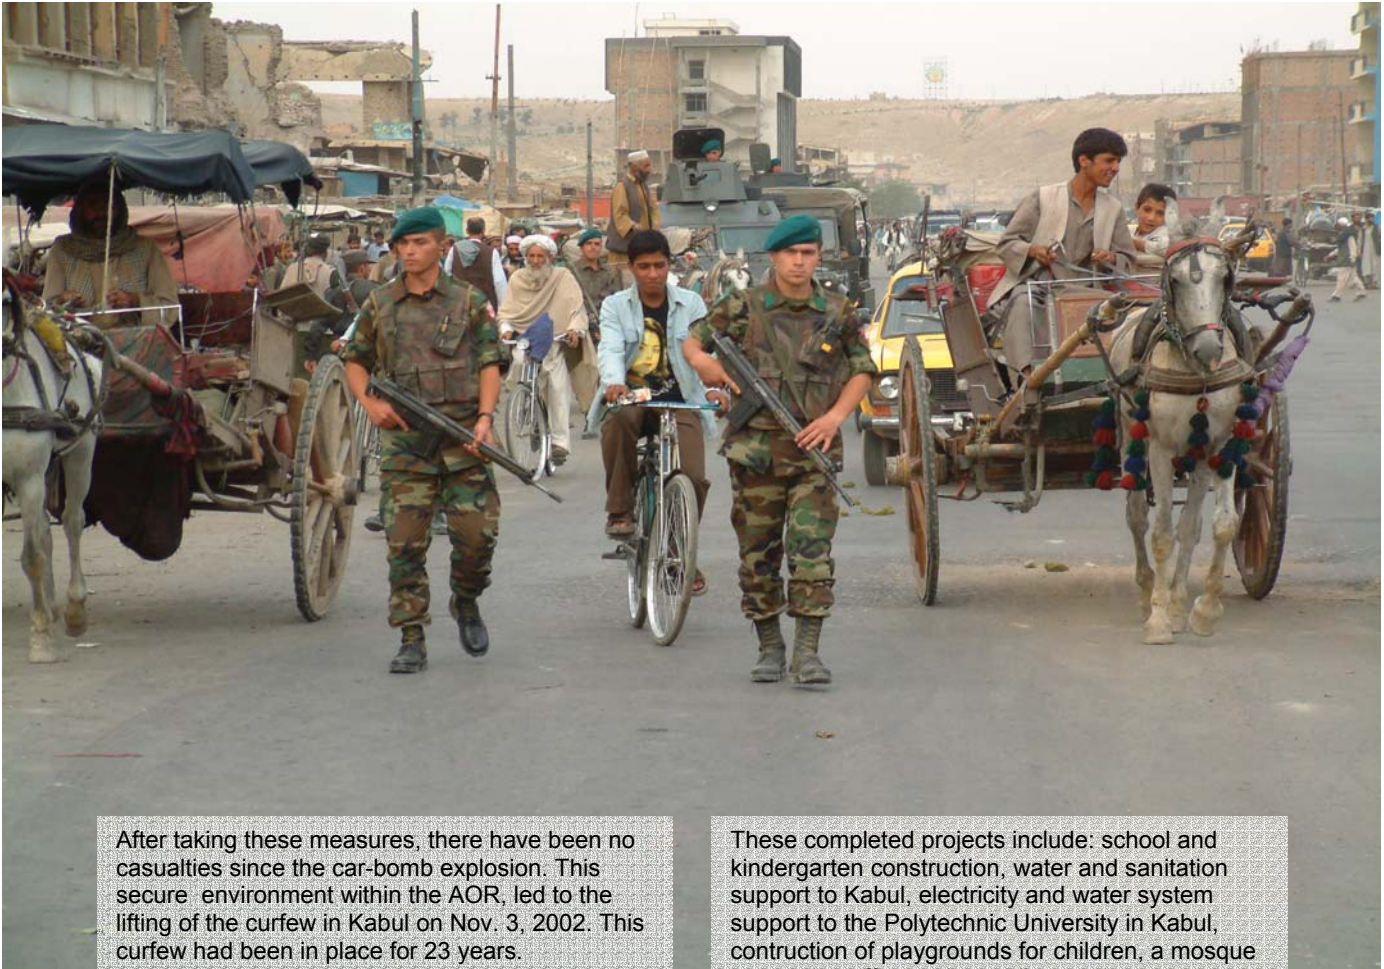 After taking these measures, there have been no
casualties since the car-bomb explosion. This
secure environment within the AOR, led to the
lifting of the curfew in Kabul on Nov. 3, 2002. This
curfew had been in place for 23 years.
These completed projects include: school and
kindergarten construction, water and sanitation
support to Kabul, electricity and water system
support to the Polytechnic University in Kabul,
contruction of playgrounds for children, a mosque